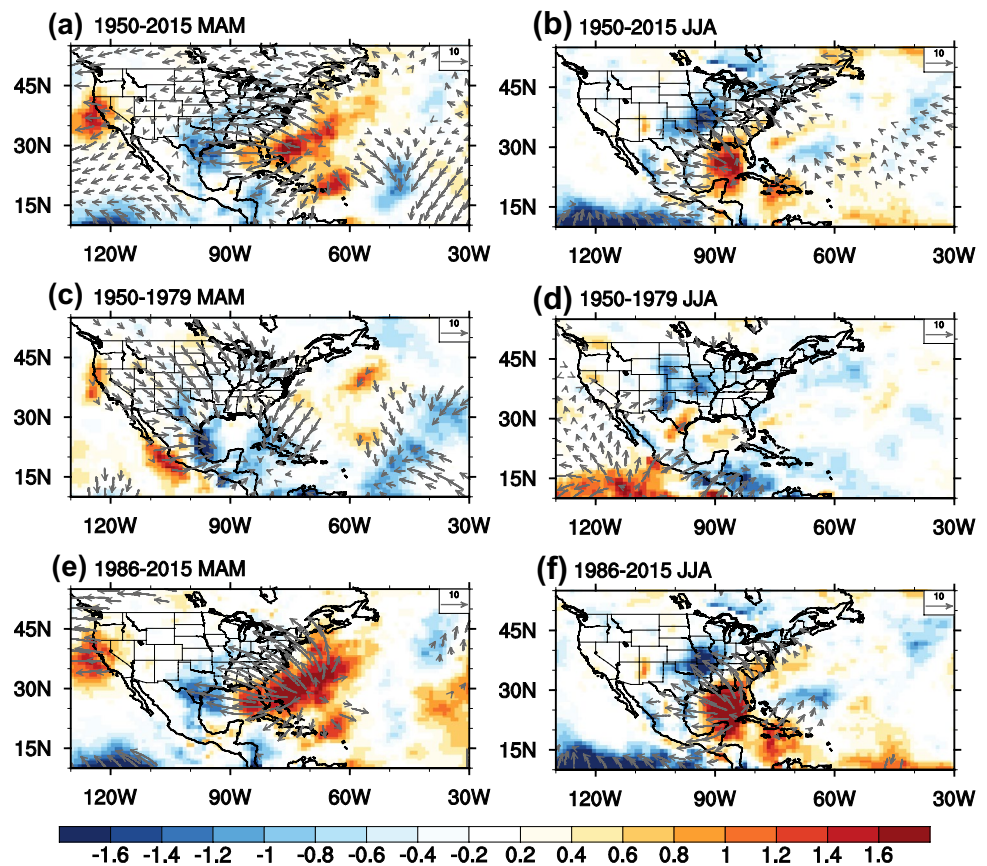 (a) 1950-2015 MAM
(b) 1950-2015 JJA
10
10
45N
30N
15N
45N
30N
15N
120W 90W 60W 30W
120W 90W 60W 30W
(c) 1950-1979 MAM
(d) 1950-1979 JJA
10
10
45N
30N
15N
45N
30N
15N
120W 90W 60W 30W
120W 90W 60W 30W
(e) 1986-2015 MAM
(f) 1986-2015 JJA
10
10
45N
30N
15N
45N
30N
15N
120W 90W 60W 30W
120W 90W 60W 30W
-1.6 -1.4 -1.2 -1 -0.8 -0.6 -0.4 -0.2 0.2 0.4 0.6 0.8 1 1.2 1.4 1.6